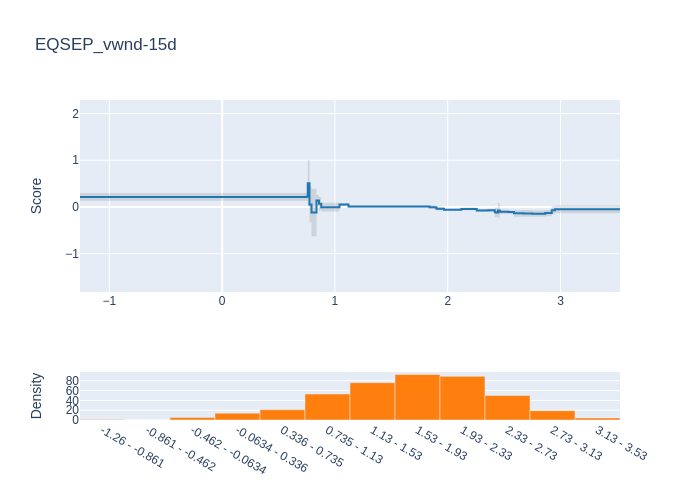 EQSEP_vwnd-15d
Score
2
1
0
−1
−1
0
1
2
3
Density
80
60
40
20
0
-1.26 - -0.861
-0.861 - -0.462
-0.462 - -0.0634
-0.0634 - 0.336
0.336 - 0.735
0.735 - 1.13
1.13 - 1.53
1.53 - 1.93
1.93 - 2.33
2.33 - 2.73
2.73 - 3.13
3.13 - 3.53